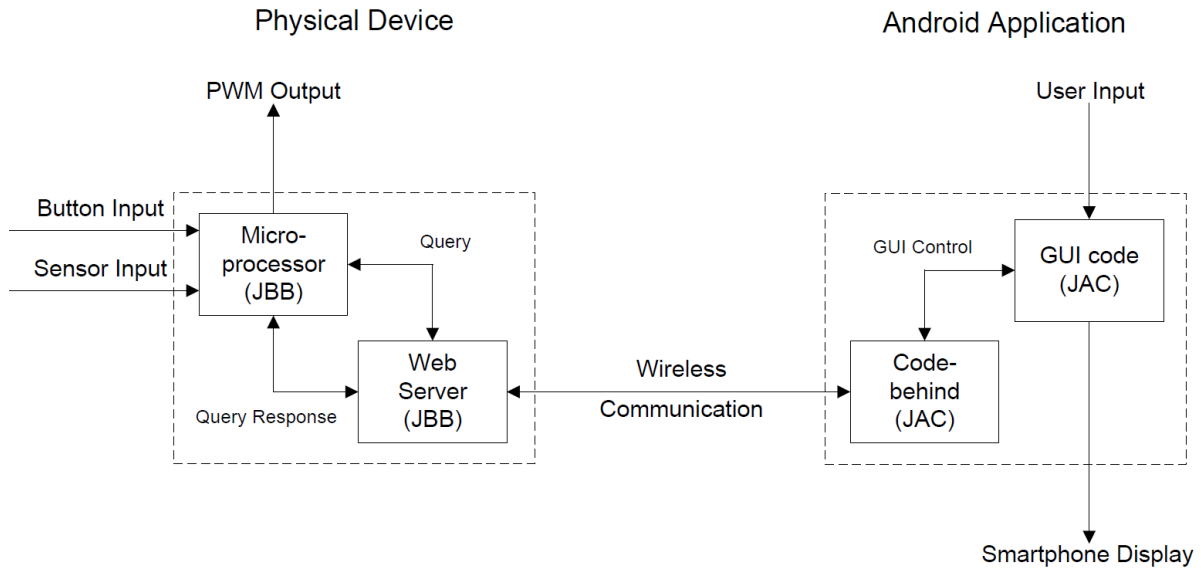 Physical Device
Android Application
PWM Output
User Input
Button Input
Sensor Input
Micro-
processor
(JBB)
Query
GUI Control
GUI code
(JAC)
Web
Server
(JBB)
Query Response
Wireless
Communication
Code-
behind
(JAC)
Smartphone Display